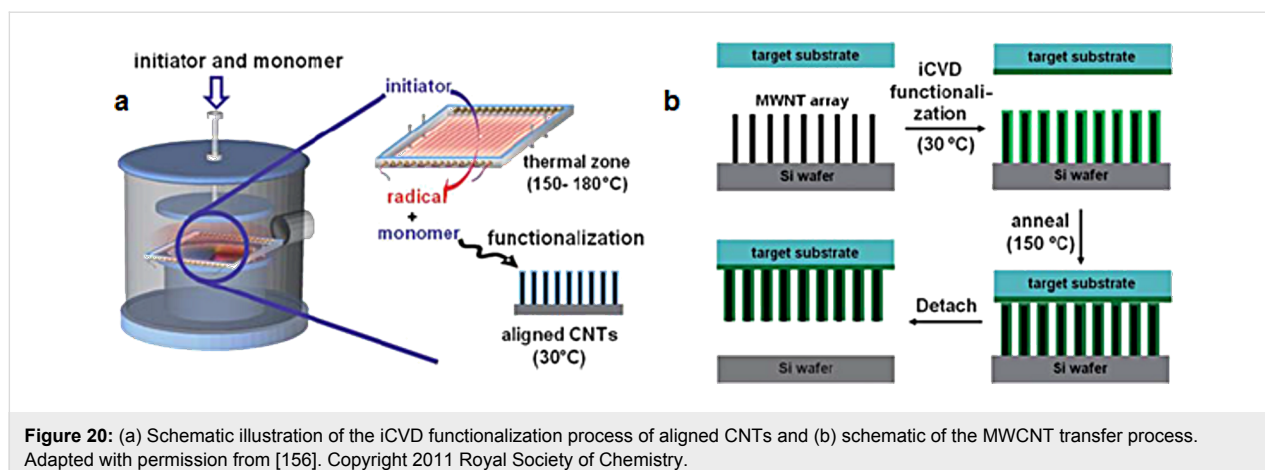 initiator and monomer
a
initiator
thermal zone
(150- 180°C)
radical
+
monomer
functionalization
aligned CNTs
(30°C)
b
target substrate
MWNT array
Si wafer
iCVD
functionali-
zation
(30 °C)
target substrate
Si wafer
anneal
(150 °C)
target substrate
Si wafer
Detach
target substrate
Si wafer
Figure 20: (a) Schematic illustration of the iCVD functionalization process of aligned CNTs and (b) schematic of the MWCNT transfer process.
Adapted with permission from [156]. Copyright 2011 Royal Society of Chemistry.